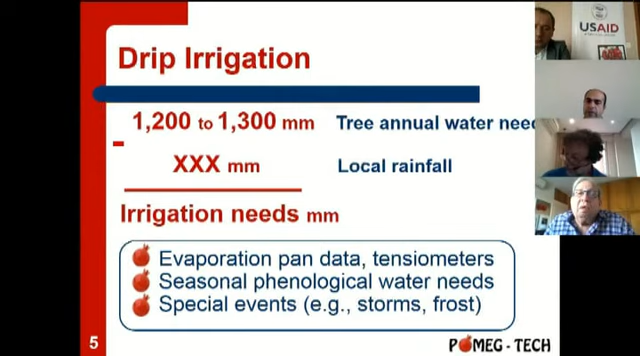 Drip Irrigation
1,200 to 1,300 mm Tree annual water nee
- XXX mm Local rainfall
Irrigation needs mm
Evaporation pan data, tensiometers
Seasonal phenological water needs
Special events (e.g., storms, frost)
5
POMEG - TECH
USAID